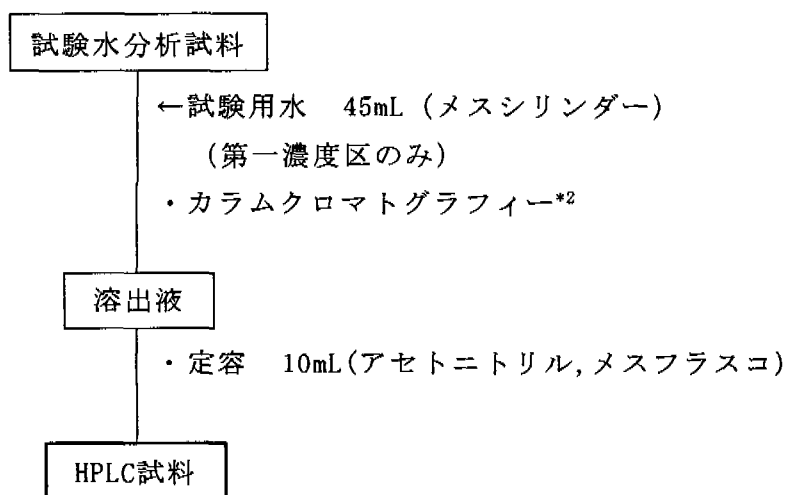 試験水分析試料
←試験用水 45mL (メスシリンダー)
(第一濃度区のみ)
・カラムクロマトグラフィー*2
溶出液
・定容 10mL(アセトニトリル,メスフラスコ)
HPLC試料